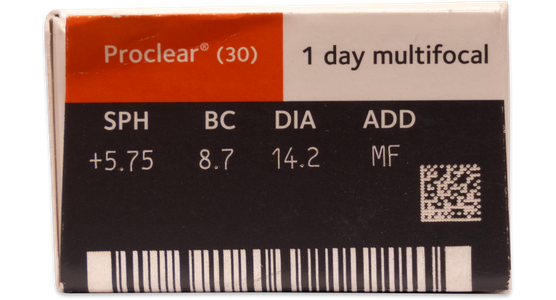 Proclear® (30) 1 day multifocal
SPH BC DIA ADD
+5.75 8.7 14.2 MF